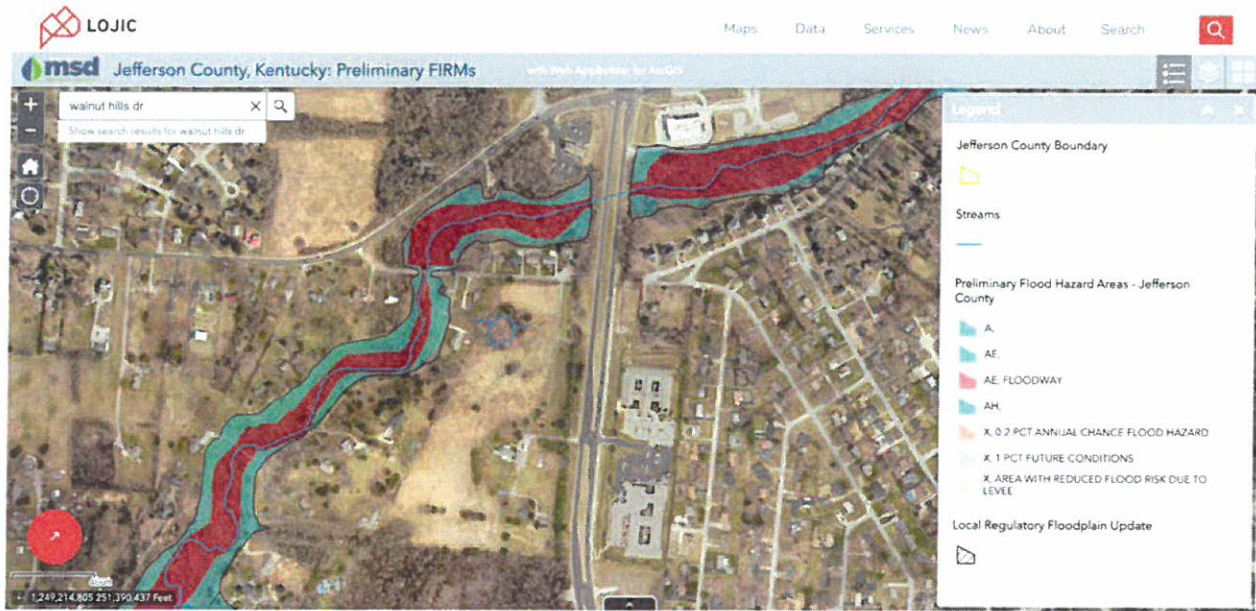 LOJIC
Maps Data Services News About Search
msd Jefferson County, Kentucky: Preliminary FIRMs with Web AppBuilder for ArcGIS
+
walnut hills dr
−
Show search results for walnut hills dr
Legend
Jefferson County Boundary
Streams
Preliminary Flood Hazard Areas - Jefferson
County
A,
AE,
AE, FLOODWAY
AH,
X, 0.2 PCT ANNUAL CHANCE FLOOD HAZARD
X, 1 PCT FUTURE CONDITIONS
X, AREA WITH REDUCED FLOOD RISK DUE TO
LEVEE
Local Regulatory Floodplain Update
1,249,214.805 251,390.437 Feet